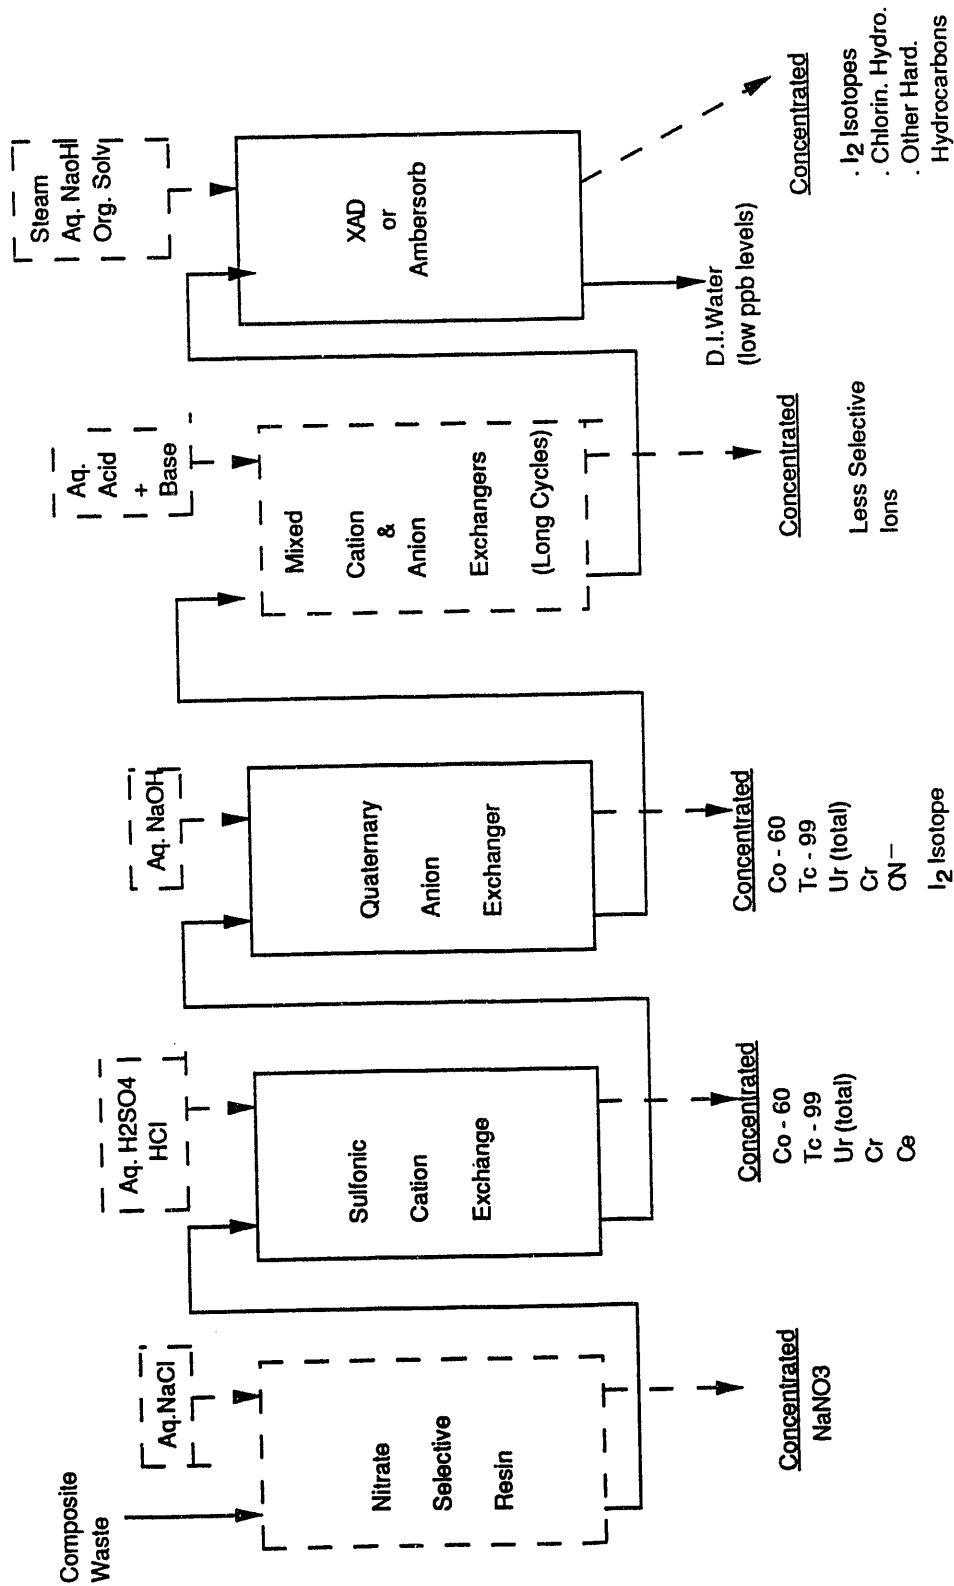 Composite
Waste
Aq.NaCl
Nitrate
Selective
Resin
Concentrated
NaNO3
Aq. H2SO4
HCl
Sulfonic
Cation
Exchange
Concentrated
Co - 60
Tc - 99
Ur (total)
Cr
Ce
Aq. NaOH
Quaternary
Anion
Exchanger
Concentrated
Co - 60
Tc - 99
Ur (total)
Cr
CN −
I2 Isotope
Aq.
Acid
+
Base
Mixed
Cation
&
Anion
Exchangers
(Long Cycles)
Concentrated
Less Selective
Ions
Steam
Aq. NaoH
Org. Solv
XAD
or
Ambersorb
D.I.Water
(low ppb levels)
Concentrated
. I2 Isotopes
. Chlorin. Hydro.
. Other Hard.
Hydrocarbons